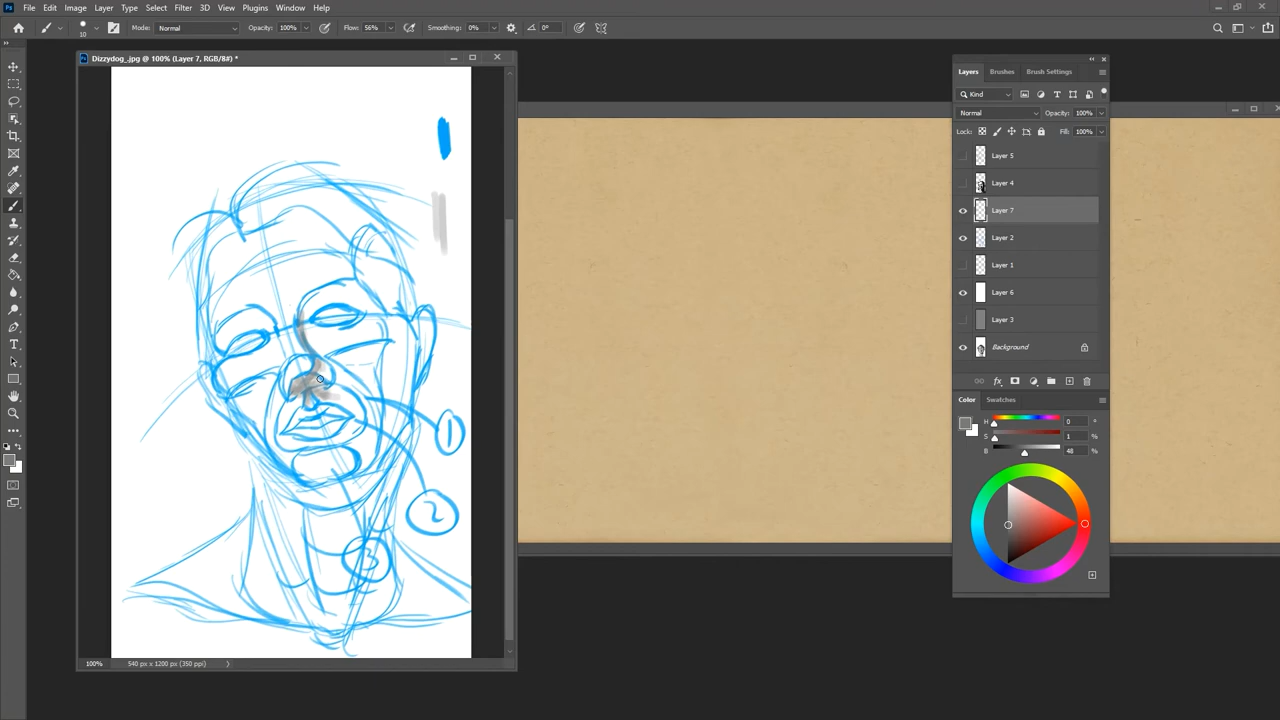 File Edit Image Layer Type Select Filter 3D View Plugins Window Help
10 Mode: Normal Opacity: 100% Flow: 56% Smoothing: 0% 0°
Dizzydog_.jpg @ 100% (Layer 7, RGB/8#) *
1
2
3
100% 540 px x 1200 px (350 ppi)
Layers Brushes Brush Settings
Kind
Normal Opacity: 100%
Lock: Fill: 100%
Layer 5
Layer 4
Layer 7
Layer 2
Layer 1
Layer 6
Layer 3
Background
fx
Color Swatches
H 0 °
S 1 %
B 48 %